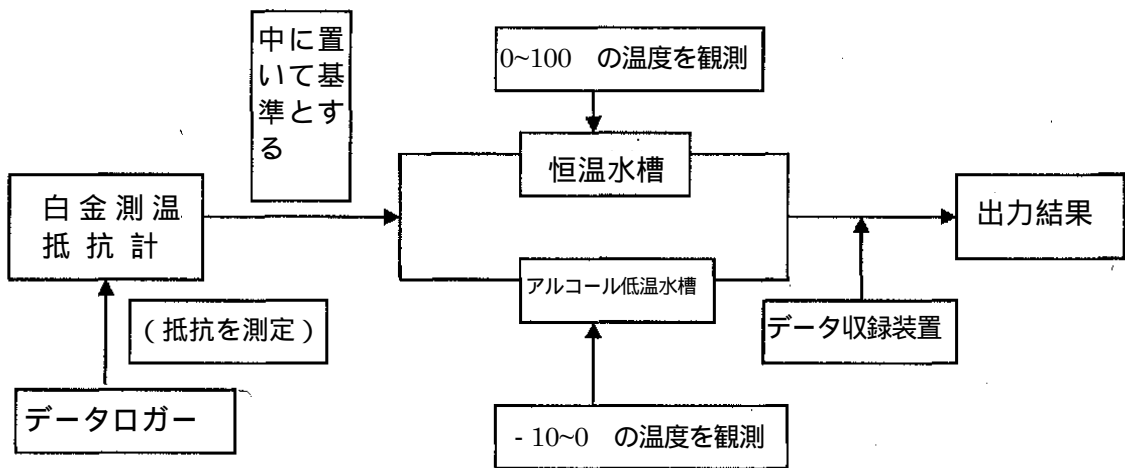 中に置
いて基
準とす
る
0~100 の温度を観測
恒温水槽
白金測温
抵抗計
出力結果
アルコール低温水槽
(抵抗を測定)
データ収録装置
データロガー
- 10~0 の温度を観測